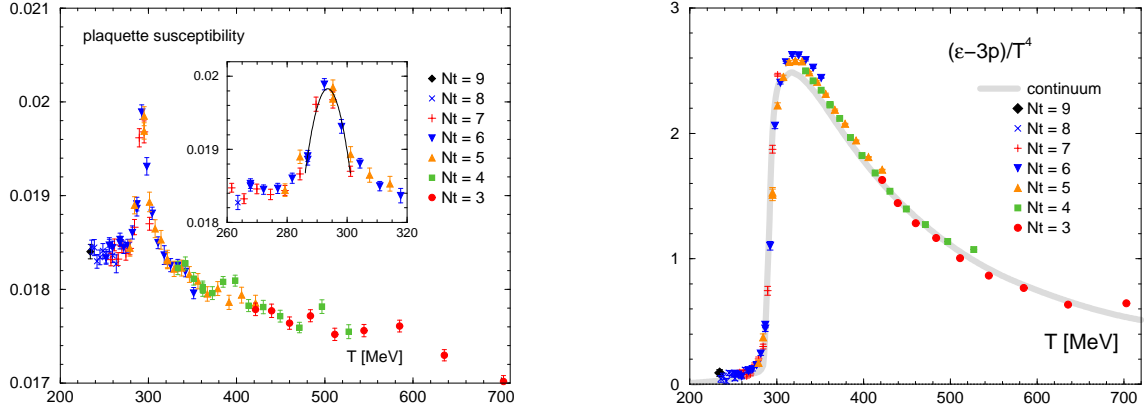 0.021
plaquette susceptibility
0.02
0.019
0.018
0.017
200 300 400 500 600 700
T [MeV]
0.02
0.019
0.018
260 280 300 320
Nt = 9
Nt = 8
Nt = 7
Nt = 6
Nt = 5
Nt = 4
Nt = 3
3
2
1
0
200 300 400 500 600 700
(ε−3p)/T⁴
continuum
Nt = 9
Nt = 8
Nt = 7
Nt = 6
Nt = 5
Nt = 4
Nt = 3
T [MeV]